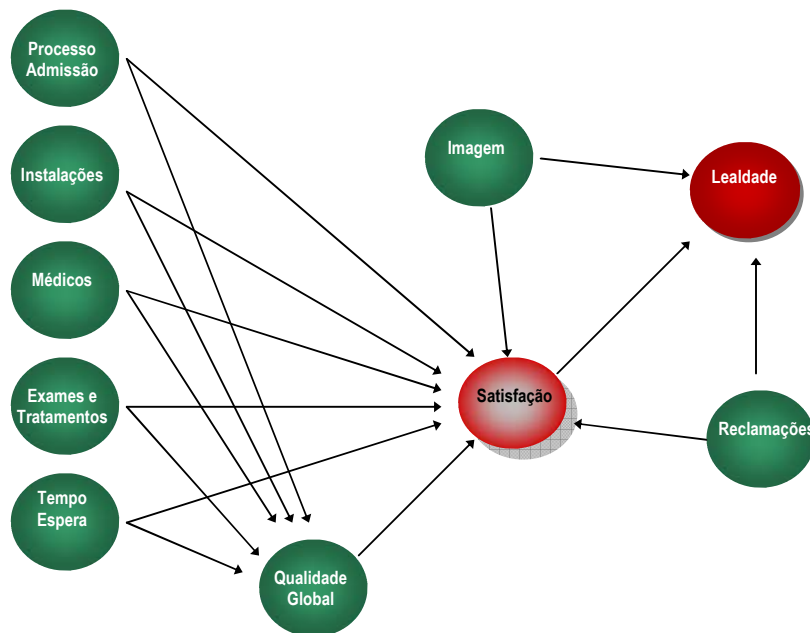 Processo
Admissão
Instalações
Médicos
Exames e
Tratamentos
Tempo
Espera
Qualidade
Global
Imagem
Satisfação
Lealdade
Reclamações